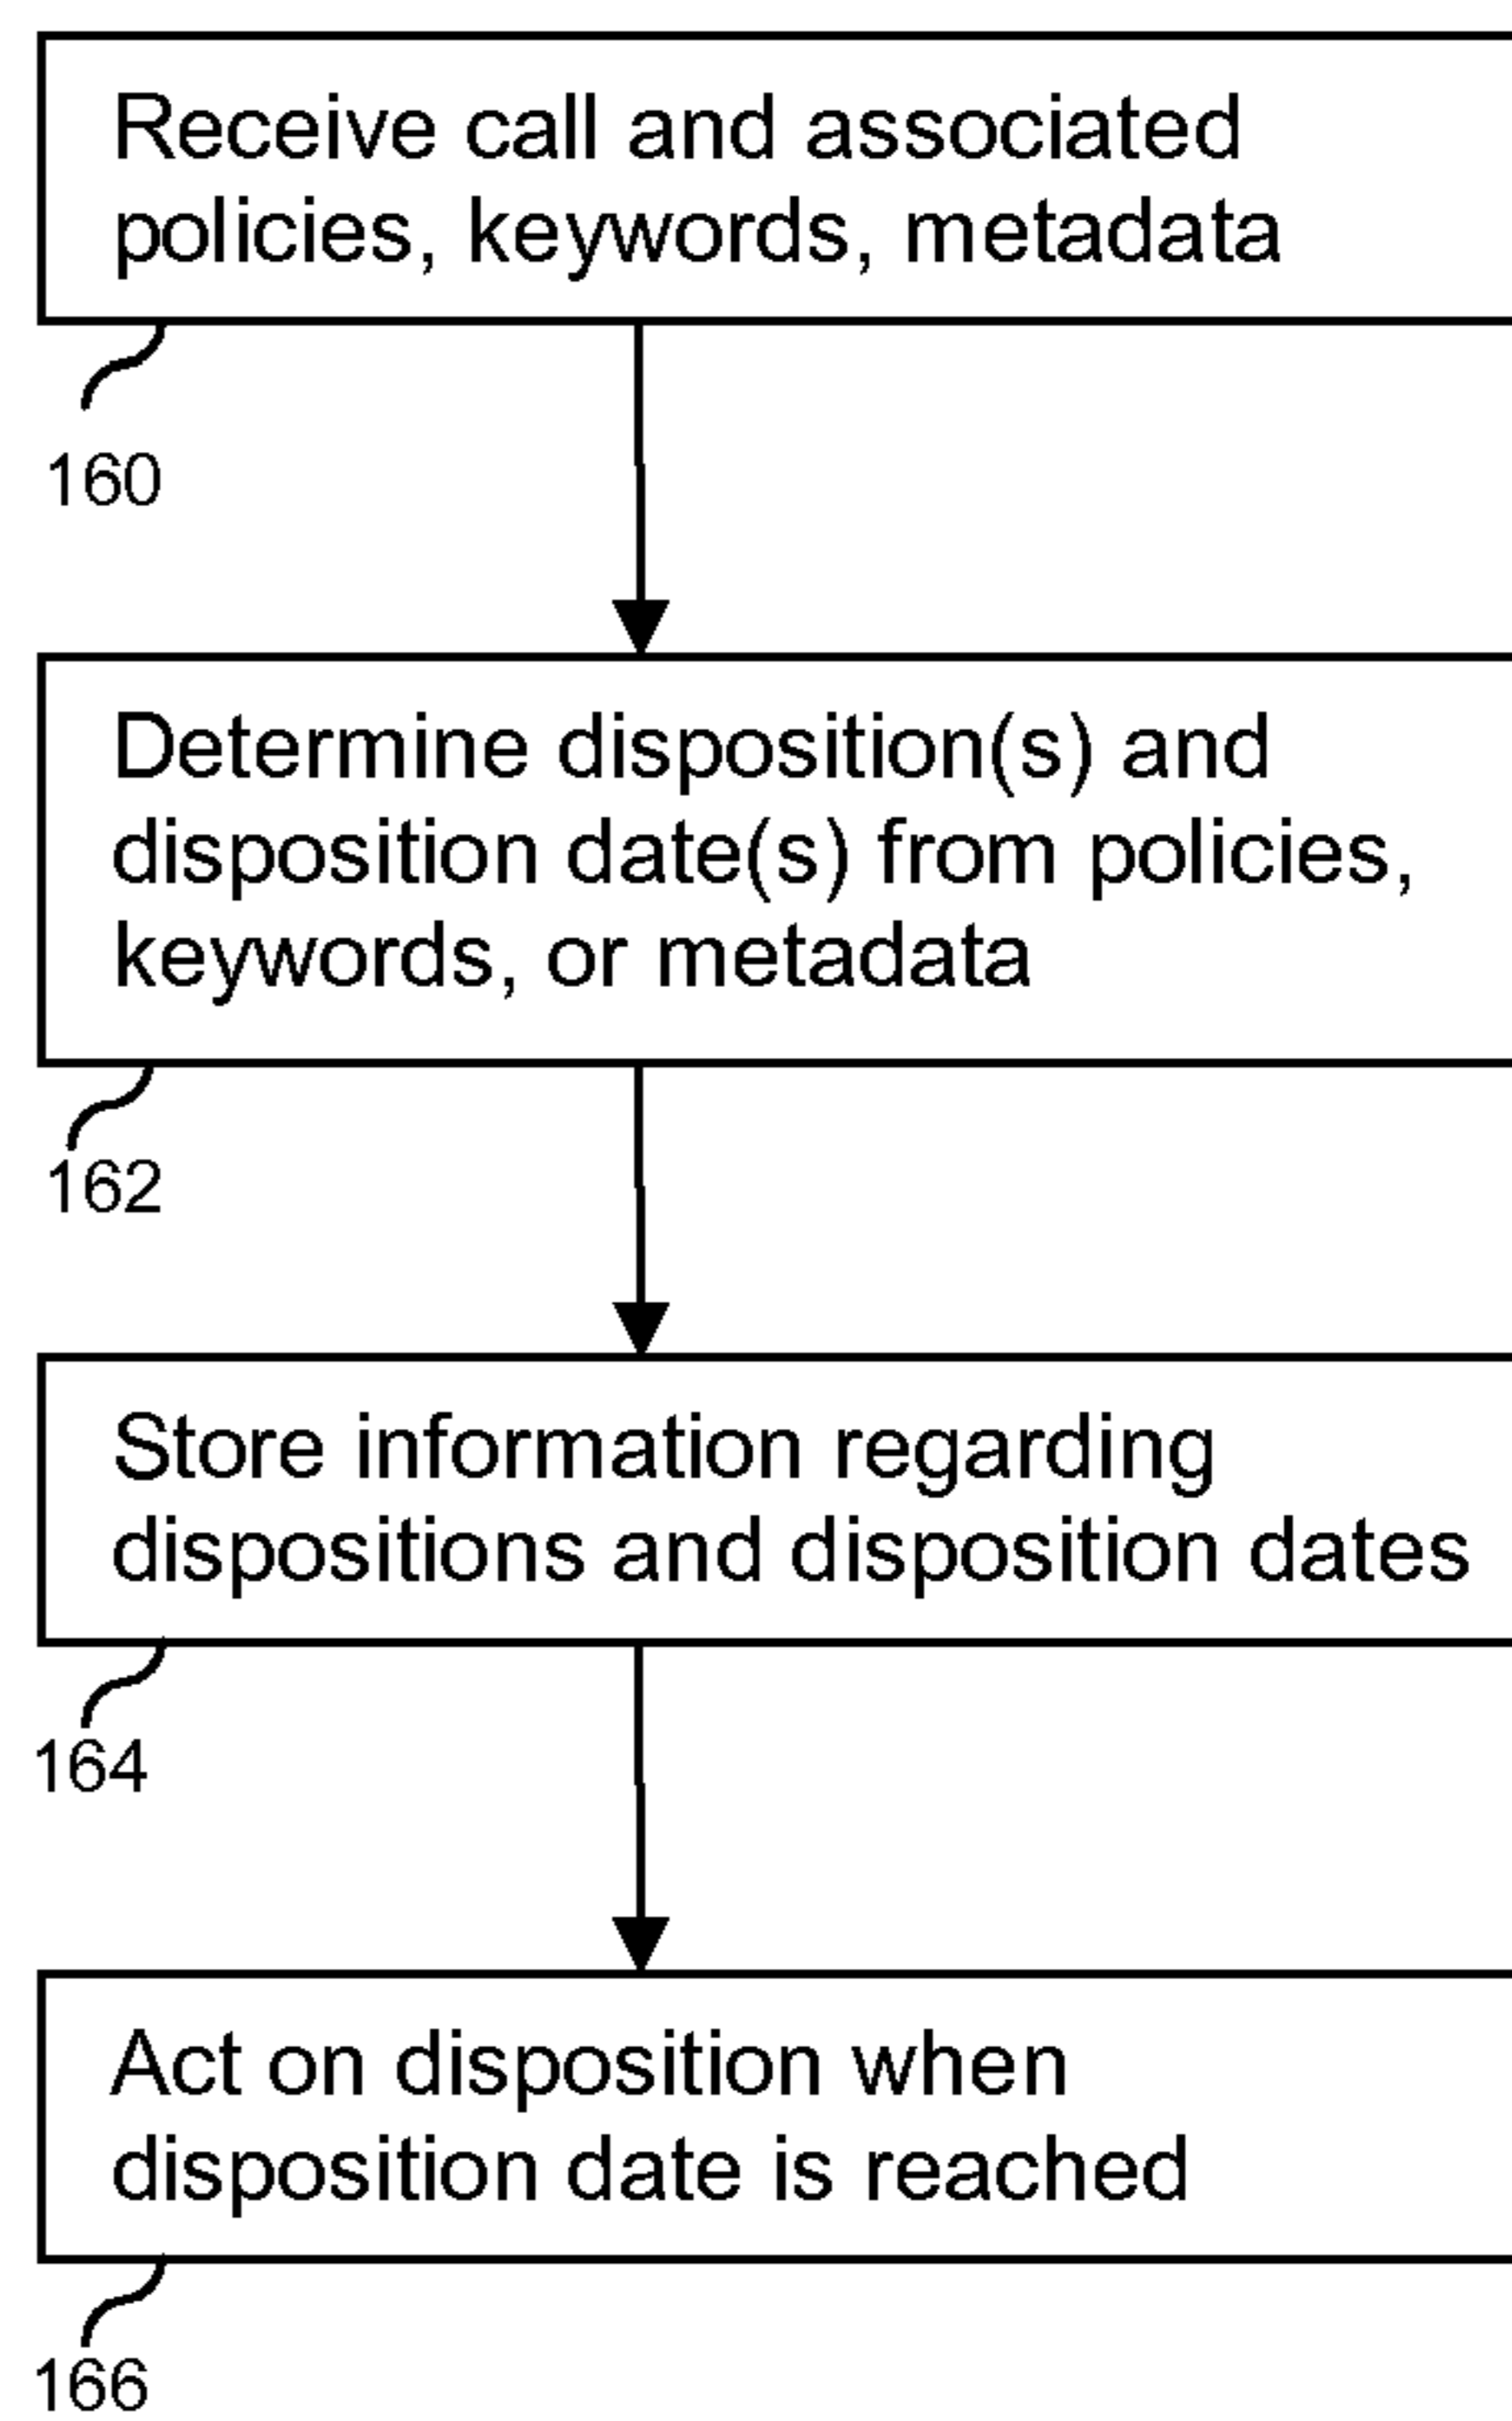 Receive call and associated
policies, keywords, metadata
160
Determine disposition(s) and
disposition date(s) from policies,
keywords, or metadata
162
Store information regarding
dispositions and disposition dates
164
Act on disposition when
disposition date is reached
166